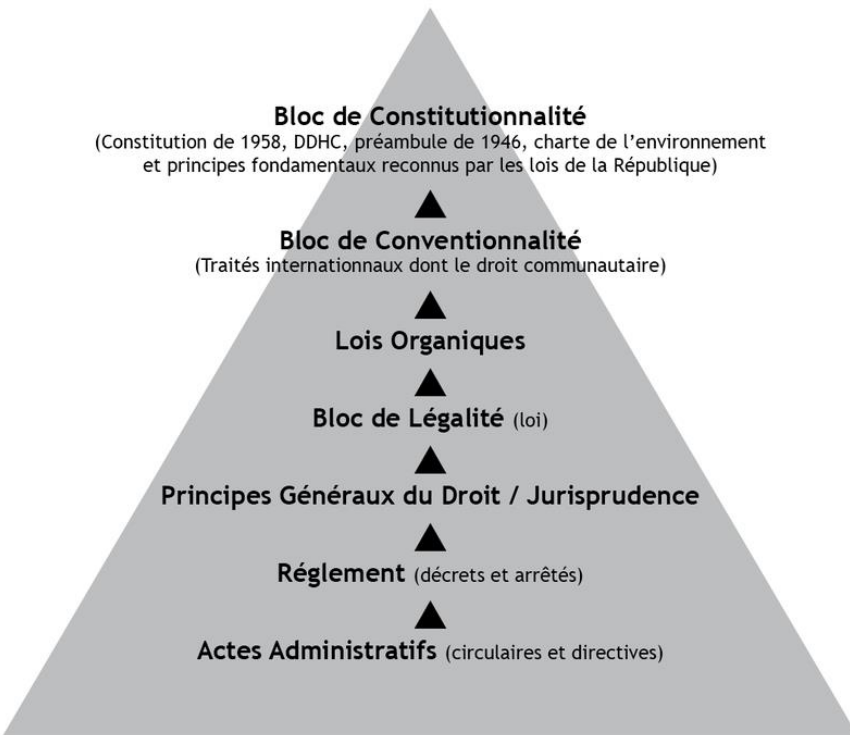 Bloc de Constitutionnalité
(Constitution de 1958, DDHC, préambule de 1946, charte de l'environnement
et principes fondamentaux reconnus par les lois de la République)
Bloc de Conventionnalité
(Traités internationnaux dont le droit communautaire)
Lois Organiques
Bloc de Légalité (loi)
Principes Généraux du Droit / Jurisprudence
Réglement (décrets et arrêtés)
Actes Administratifs (circulaires et directives)